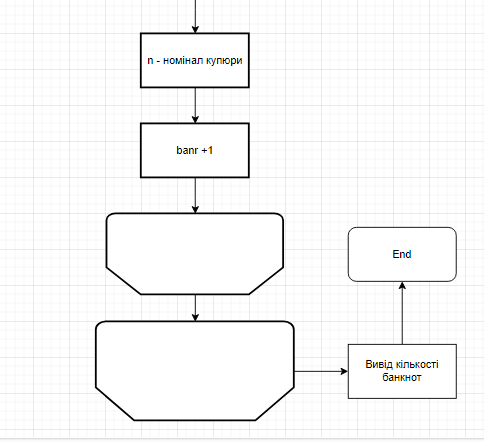 n - номінал купюри
banr +1
End
Вивід кількості
банкнот